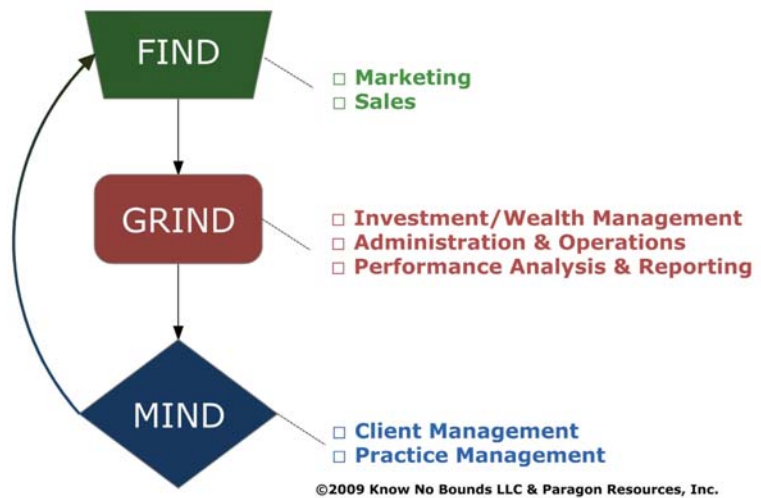 FIND
□ Marketing
□ Sales
GRIND
□ Investment/Wealth Management
□ Administration & Operations
□ Performance Analysis & Reporting
MIND
□ Client Management
□ Practice Management
©2009 Know No Bounds LLC & Paragon Resources, Inc.